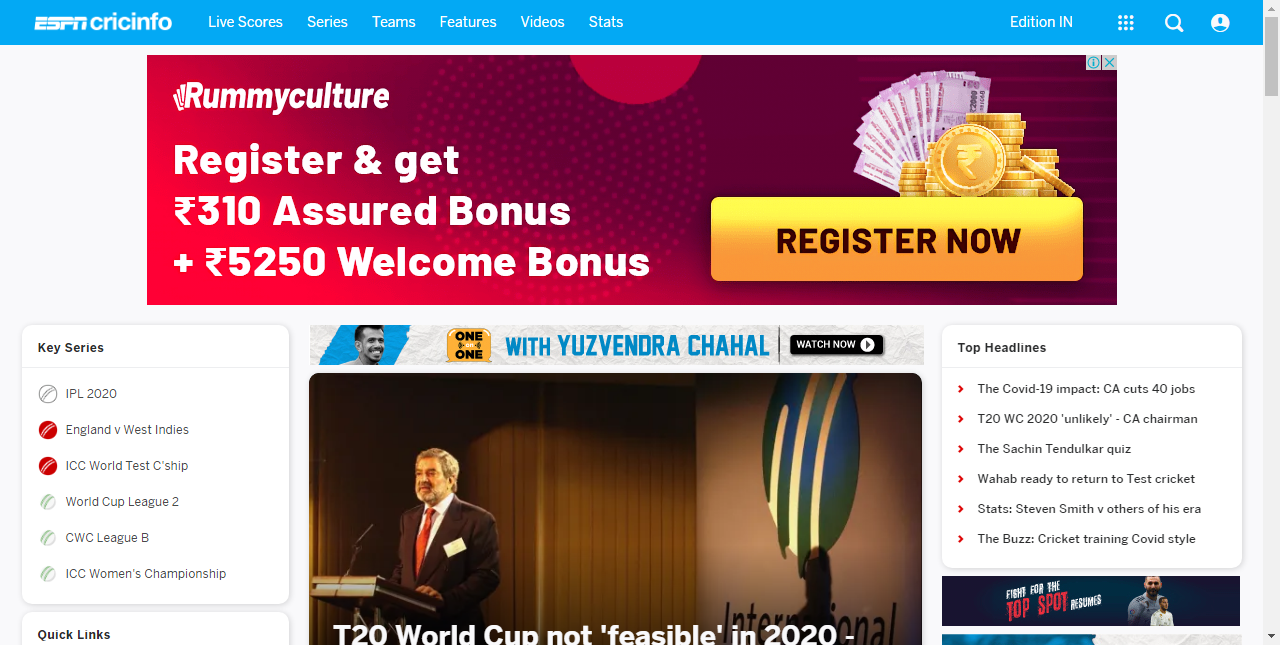 ESPN cricinfo
Live Scores
Series
Teams
Features
Videos
Stats
Edition IN
Rummyculture
Register & get
₹310 Assured Bonus
+ ₹5250 Welcome Bonus
REGISTER NOW
Key Series
IPL 2020
England v West Indies
ICC World Test C'ship
World Cup League 2
CWC League B
ICC Women's Championship
Quick Links
ONE
on
ONE
WITH YUZVENDRA CHAHAL
WATCH NOW
International
T20 World Cup not 'feasible' in 2020 -
Top Headlines
The Covid-19 impact: CA cuts 40 jobs
T20 WC 2020 'unlikely' - CA chairman
The Sachin Tendulkar quiz
Wahab ready to return to Test cricket
Stats: Steven Smith v others of his era
The Buzz: Cricket training Covid style
FIGHT FOR THE
TOP SPOT RESUMES